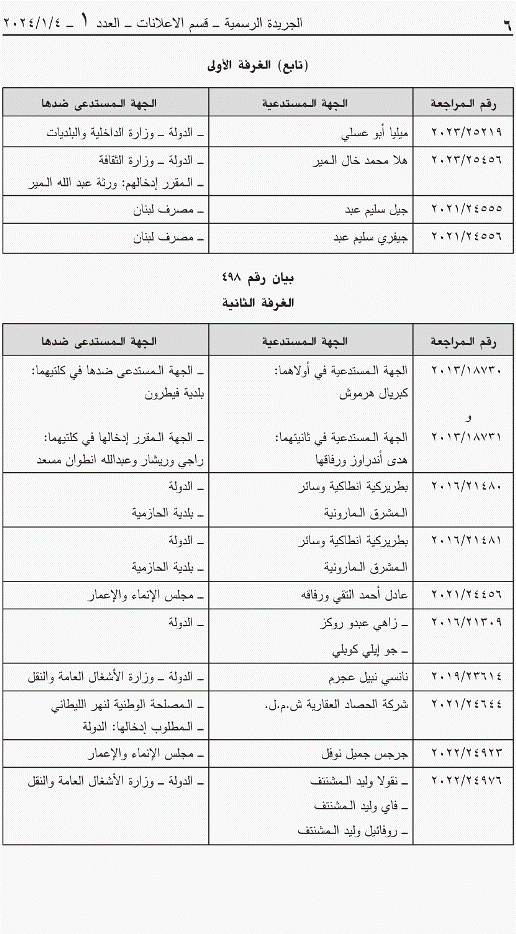 ٦ الجريدة الرسمية – قسم الاعلانات – العدد ١ – ٢٠٢٤/١/٤
(تابع) الغرفة الأولى
رقم المراجعة الجهة المستدعية الجهة المستدعى ضدها
٢٠٢٣/٢٥٢١٩ ميليا أبو عسلي – الدولة – وزارة الداخلية والبلديات
٢٠٢٣/٢٥٤٥٦ هلا محمد خال المير – الدولة – وزارة الثقافة
– المقرر إدخالهم: ورثة عبد الله المير
٢٠٢١/٢٤٥٥٥ جيل سليم عبد – مصرف لبنان
٢٠٢١/٢٤٥٥٦ جيفري سليم عبد – مصرف لبنان
بيان رقم ٤٩٨
الغرفة الثانية
رقم المراجعة الجهة المستدعية الجهة المستدعى ضدها
٢٠١٣/١٨٧٣٠ الجهة المستدعية في أولاهما: – الجهة المستدعى ضدها في كلتيهما:
كبريال هرموش بلدية فيطرون
و
٢٠١٣/١٨٧٣١ الجهة المستدعية في ثانيتهما: – الجهة المقرر إدخالها في كلتيهم:
هدى أندراوز ورفاقها راجي وريشار وعبدالله انطوان مسعد
٢٠١٦/٢١٤٨٠ بطريركية انطاكية وسائر – الدولة
المشرق المارونية – بلدية الحازمية
٢٠١٦/٢١٤٨١ بطريركية انطاكية وسائر – الدولة
المشرق المارونية – بلدية الحازمية
٢٠٢١/٢٤٤٥٦ عادل أحمد التقي ورفاقه – مجلس الإنماء والإعمار
٢٠١٦/٢١٣٠٩ – زاهي عبدو روكز – الدولة
– جو إيلي كوبلي
٢٠١٩/٢٣٦١٤ نانسي نبيل عجرم – الدولة – وزارة الأشغال العامة والنقل
٢٠٢١/٢٤٦٤٤ شركة الحصاد العقارية ش.م.ل. – المصلحة الوطنية لنهر الليطاني
– المطلوب إدخالها: الدولة
٢٠٢٢/٢٤٩٢٣ جرجس جميل نوفل – مجلس الإنماء والإعمار
٢٠٢٢/٢٤٩٧٦ – نقولا وليد المشنتف – الدولة – وزارة الأشغال العامة والنقل
– فاي وليد المشنتف
– روفائيل وليد المشنتف